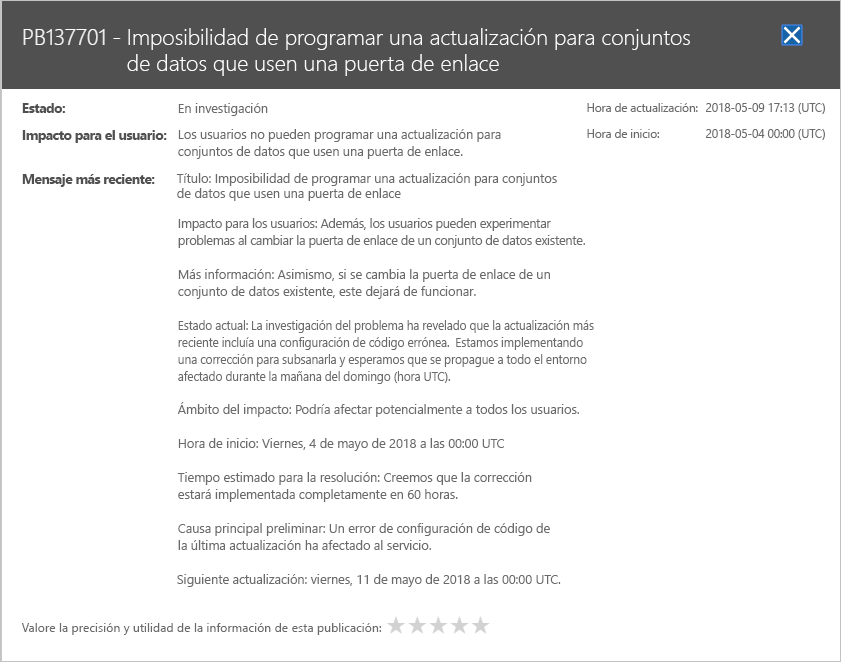 PB137701 - Imposibilidad de programar una actualización para conjuntos
de datos que usen una puerta de enlace
Estado: En investigación Hora de actualización: 2018-05-09 17:13 (UTC)
Impacto para el usuario: Los usuarios no pueden programar una actualización para Hora de inicio: 2018-05-04 00:00 (UTC)
conjuntos de datos que usen una puerta de enlace.
Mensaje más reciente: Título: Imposibilidad de programar una actualización para conjuntos
de datos que usen una puerta de enlace
Impacto para los usuarios: Además, los usuarios pueden experimentar
problemas al cambiar la puerta de enlace de un conjunto de datos existente.
Más información: Asimismo, si se cambia la puerta de enlace de un
conjunto de datos existente, este dejará de funcionar.
Estado actual: La investigación del problema ha revelado que la actualización más
reciente incluía una configuración de código errónea. Estamos implementando
una corrección para subsanarla y esperamos que se propague a todo el entorno
afectado durante la mañana del domingo (hora UTC).
Ámbito del impacto: Podría afectar potencialmente a todos los usuarios.
Hora de inicio: Viernes, 4 de mayo de 2018 a las 00:00 UTC
Tiempo estimado para la resolución: Creemos que la corrección
estará implementada completamente en 60 horas.
Causa principal preliminar: Un error de configuración de código de
la última actualización ha afectado al servicio.
Siguiente actualización: viernes, 11 de mayo de 2018 a las 00:00 UTC.
Valore la precisión y utilidad de la información de esta publicación: